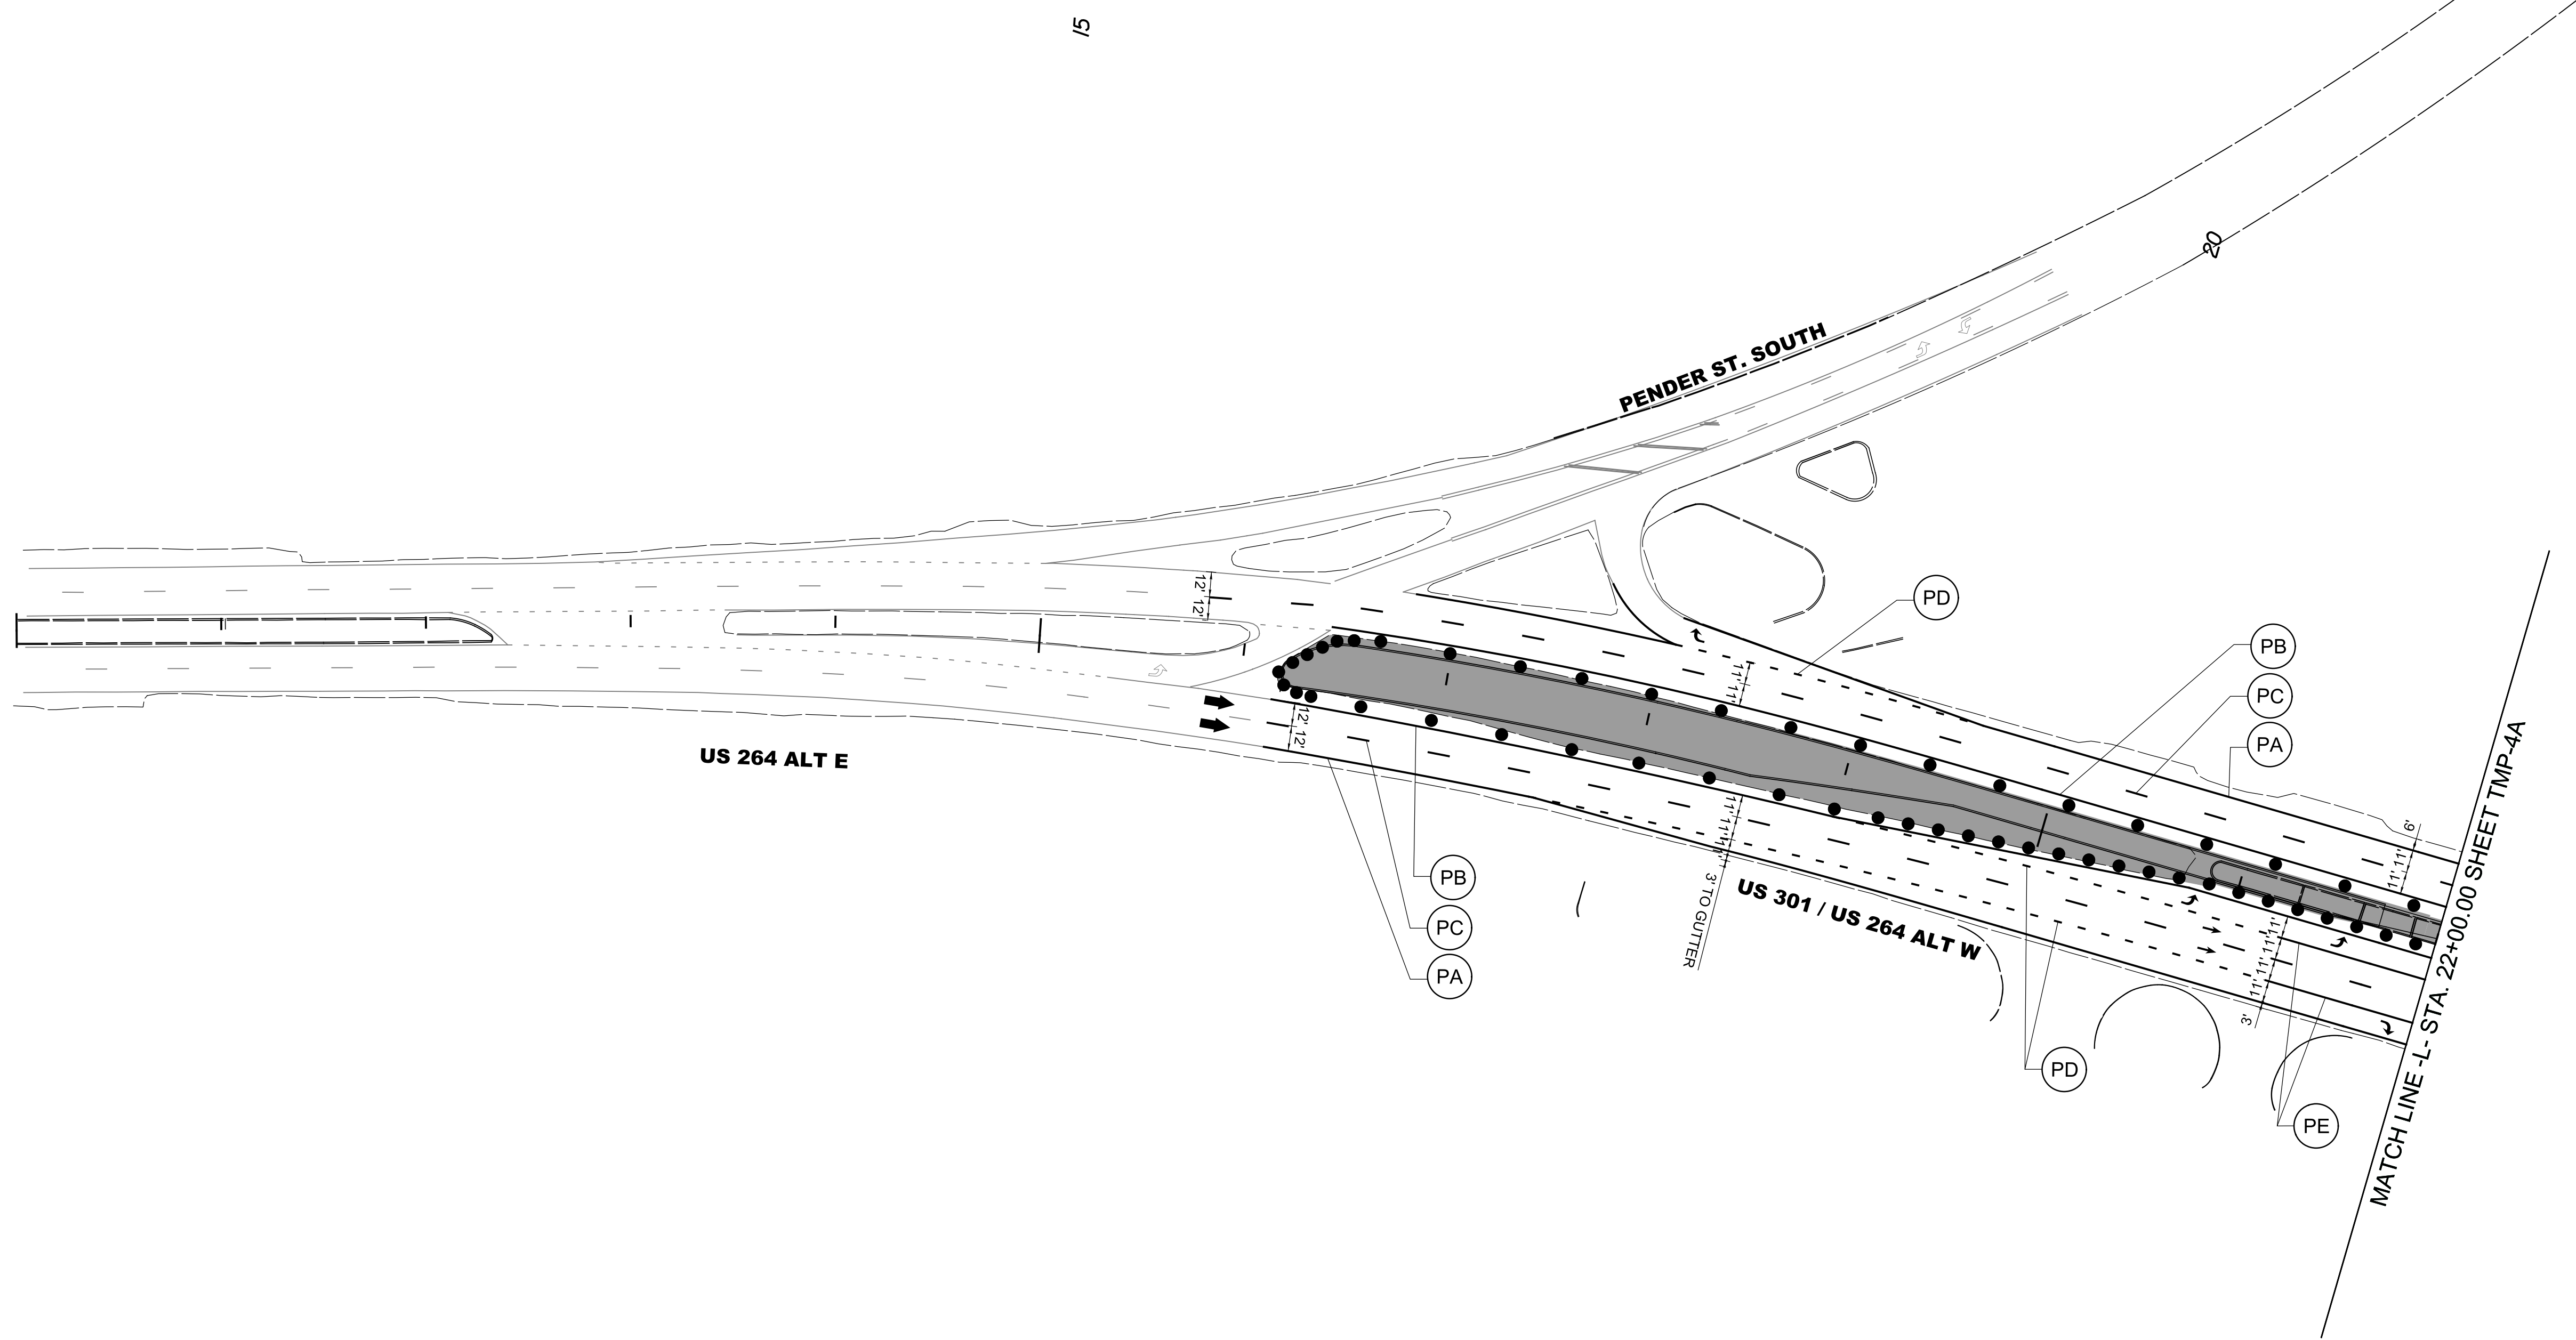 15
20
PENDER ST. SOUTH
12' 12'
PD
PB
PC
PA
11' 11'
12' 12'
US 264 ALT E
6'
11' 11'
11' 11' 11'
3' TO GUTTER
PB
PC
PA
US 301 / US 264 ALT W
11' 11' 11' 11'
3'
PD
PE
MATCH LINE -L- STA. 22+00.00 SHEET TMP-4A